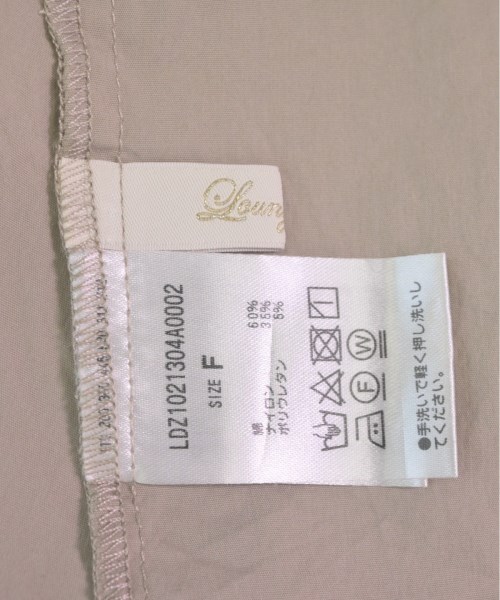 Loung
LDZ1021304A0002
SIZE F
綿 60%
ナイロン 35%
ポリウレタン 5%
F W
●手洗いで軽く押し洗いし
てください。